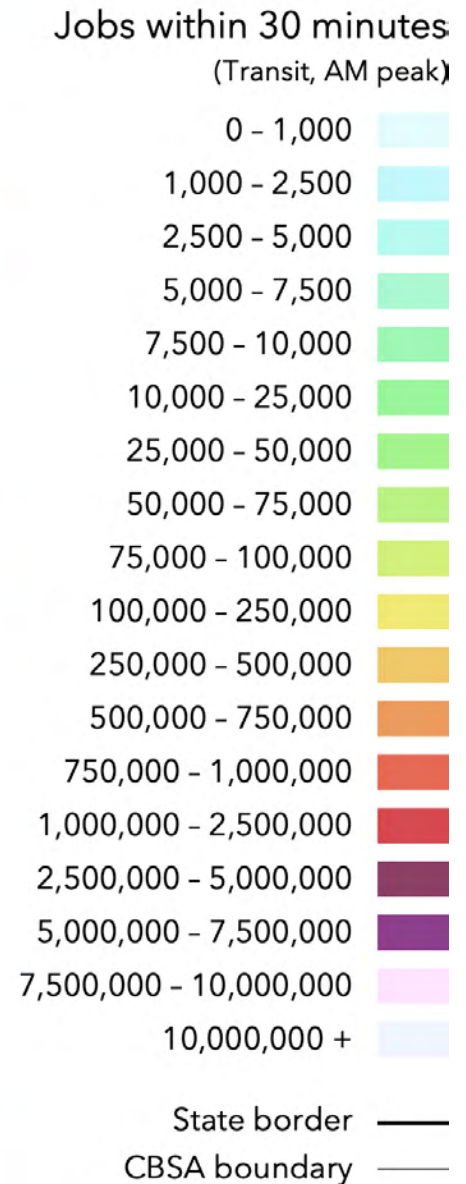 Jobs within 30 minutes
(Transit, AM peak)
0 – 1,000
1,000 – 2,500
2,500 – 5,000
5,000 – 7,500
7,500 – 10,000
10,000 – 25,000
25,000 – 50,000
50,000 – 75,000
75,000 – 100,000
100,000 – 250,000
250,000 – 500,000
500,000 – 750,000
750,000 – 1,000,000
1,000,000 – 2,500,000
2,500,000 – 5,000,000
5,000,000 – 7,500,000
7,500,000 – 10,000,000
10,000,000 +
State border
CBSA boundary